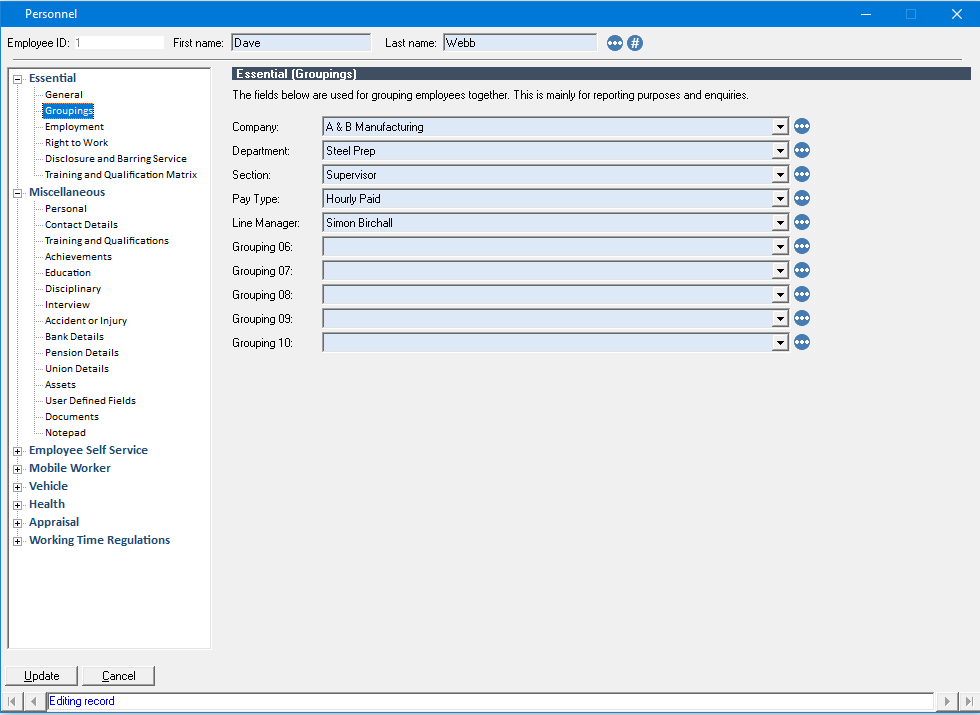 Personnel
Employee ID: 1 First name: Dave Last name: Webb #
Essential
General
Groupings
Employment
Right to Work
Disclosure and Barring Service
Training and Qualification Matrix
Miscellaneous
Personal
Contact Details
Training and Qualifications
Achievements
Education
Disciplinary
Interview
Accident or Injury
Bank Details
Pension Details
Union Details
Assets
User Defined Fields
Documents
Notepad
Employee Self Service
Mobile Worker
Vehicle
Health
Appraisal
Working Time Regulations
Essential (Groupings)
The fields below are used for grouping employees together. This is mainly for reporting purposes and enquiries.
Company: A & B Manufacturing
Department: Steel Prep
Section: Supervisor
Pay Type: Hourly Paid
Line Manager: Simon Birchall
Grouping 06:
Grouping 07:
Grouping 08:
Grouping 09:
Grouping 10:
Update Cancel
Editing record